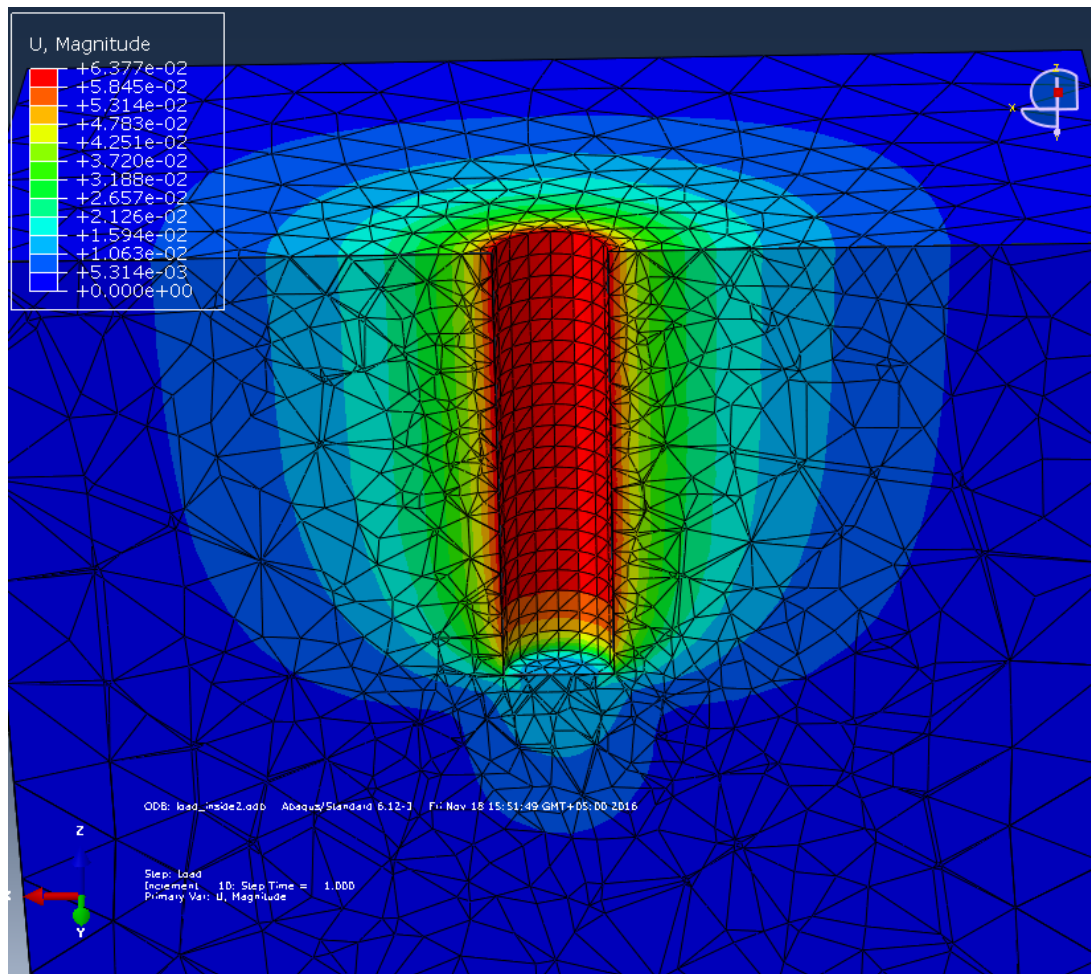 U, Magnitude
+6.377e-02
+5.845e-02
+5.314e-02
+4.783e-02
+4.251e-02
+3.720e-02
+3.188e-02
+2.657e-02
+2.126e-02
+1.594e-02
+1.063e-02
+5.314e-03
+0.000e+00
Z
X
Y
ODB: load_inside2.odb Abaqus/Standard 6.12-1 Fri Nov 18 15:51:49 GMT+05:00 2016
Z
Y
Step: Load
Increment 10: Step Time = 1.000
Primary Var: U, Magnitude